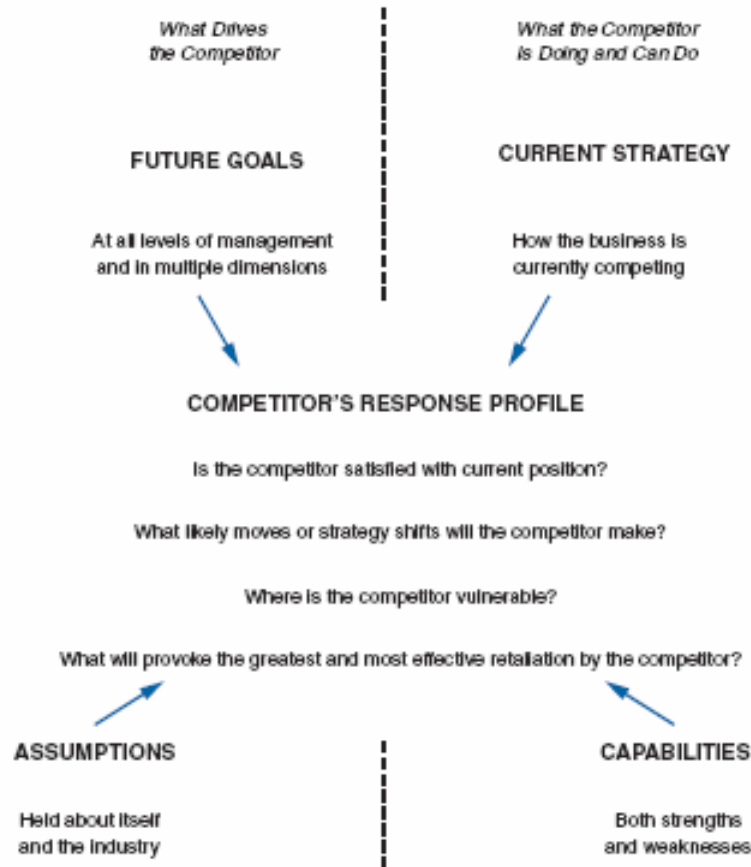 What Drives
the Competitor
What the Competitor
Is Doing and Can Do
FUTURE GOALS
CURRENT STRATEGY
At all levels of management
and in multiple dimensions
How the business is
currently competing
COMPETITOR'S RESPONSE PROFILE
Is the competitor satisfied with current position?
What likely moves or strategy shifts will the competitor make?
Where is the competitor vulnerable?
What will provoke the greatest and most effective retaliation by the competitor?
ASSUMPTIONS
CAPABILITIES
Held about itself
and the industry
Both strengths
and weaknesses